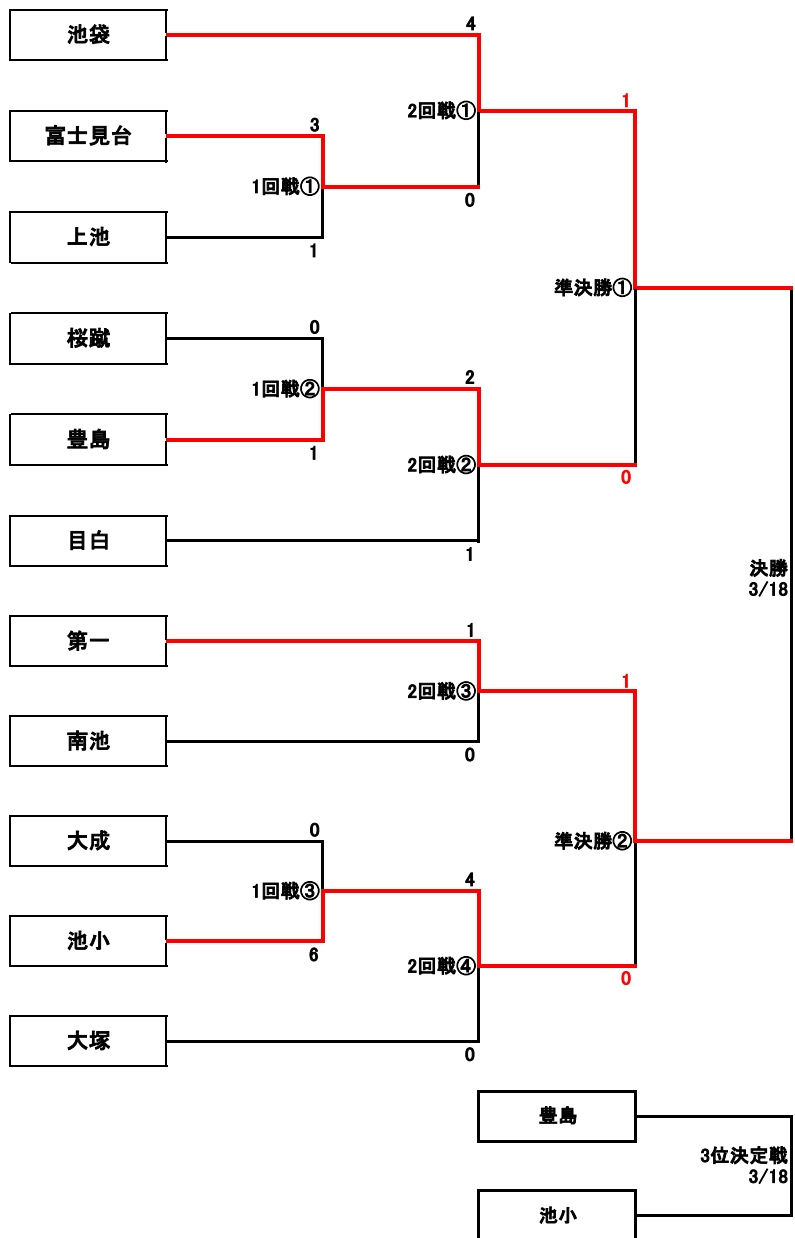 池袋
4
2回戦①
1
富士見台
3
1回戦①
0
上池
1
準決勝①
桜蹴
0
1回戦②
2
豊島
1
2回戦②
0
目白
1
決勝
3/18
第一
1
2回戦③
1
南池
0
大成
0
準決勝②
1回戦③
4
池小
6
2回戦④
0
大塚
0
豊島
3位決定戦
3/18
池小